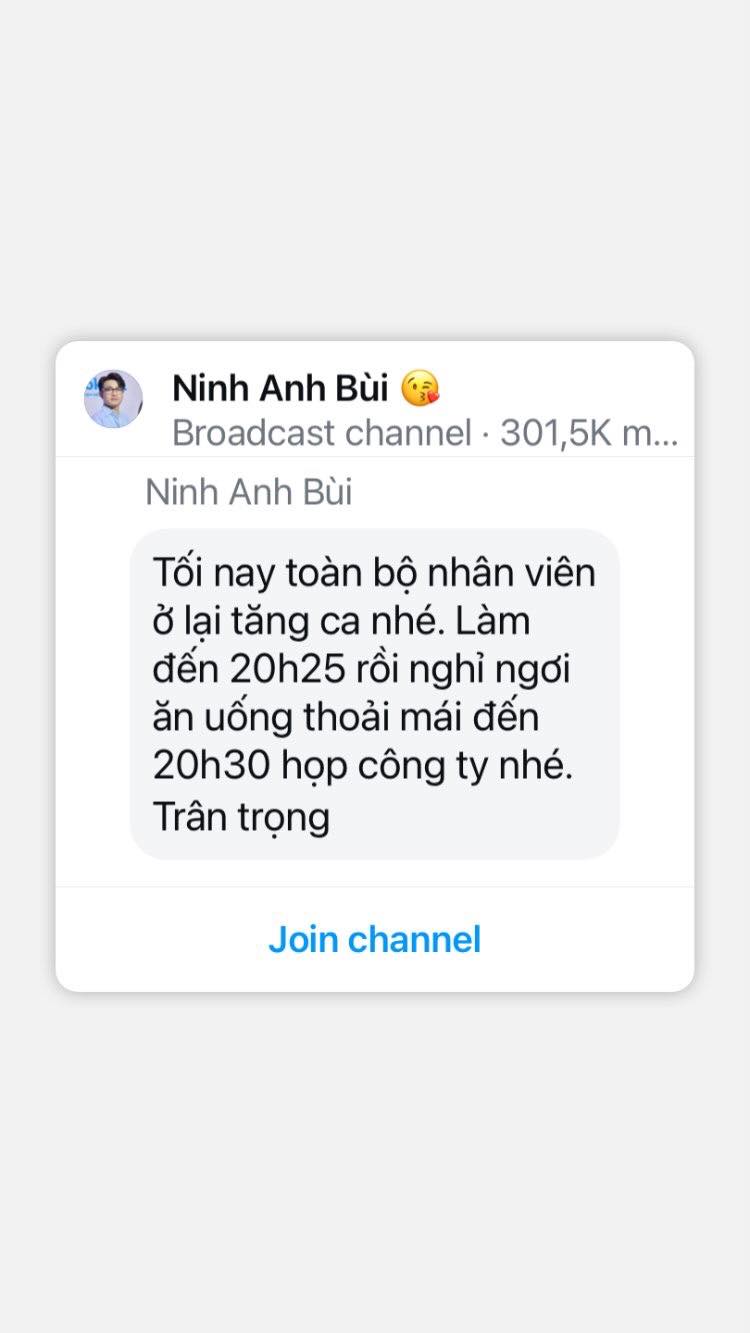 Ninh Anh Bùi 😘
Broadcast channel · 301,5K m...
Ninh Anh Bùi
Tối nay toàn bộ nhân viên
ở lại tăng ca nhé. Làm
đến 20h25 rồi nghỉ ngơi
ăn uống thoải mái đến
20h30 họp công ty nhé.
Trân trọng
Join channel